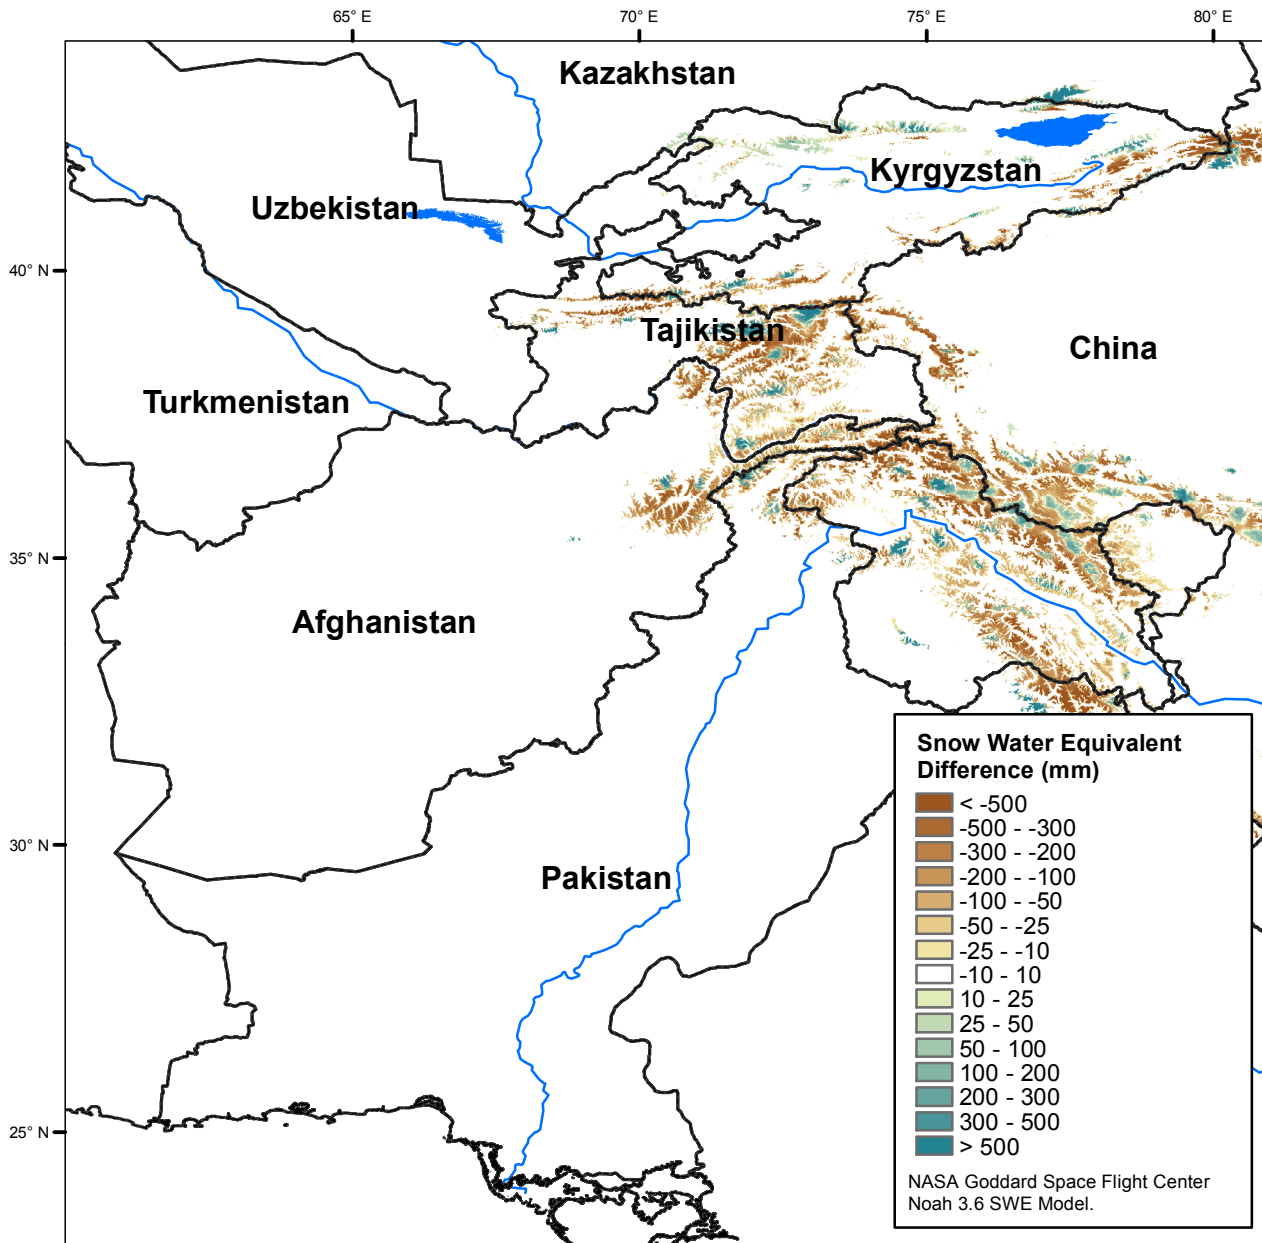 65° E
70° E
75° E
80° E
Kazakhstan
Kyrgyzstan
Uzbekistan
40° N
Tajikistan
China
Turkmenistan
35° N
Afghanistan
30° N
Pakistan
25° N
Snow Water Equivalent
Difference (mm)
< -500
-500 - -300
-300 - -200
-200 - -100
-100 - -50
-50 - -25
-25 - -10
-10 - 10
10 - 25
25 - 50
50 - 100
100 - 200
200 - 300
300 - 500
> 500
NASA Goddard Space Flight Center
Noah 3.6 SWE Model.